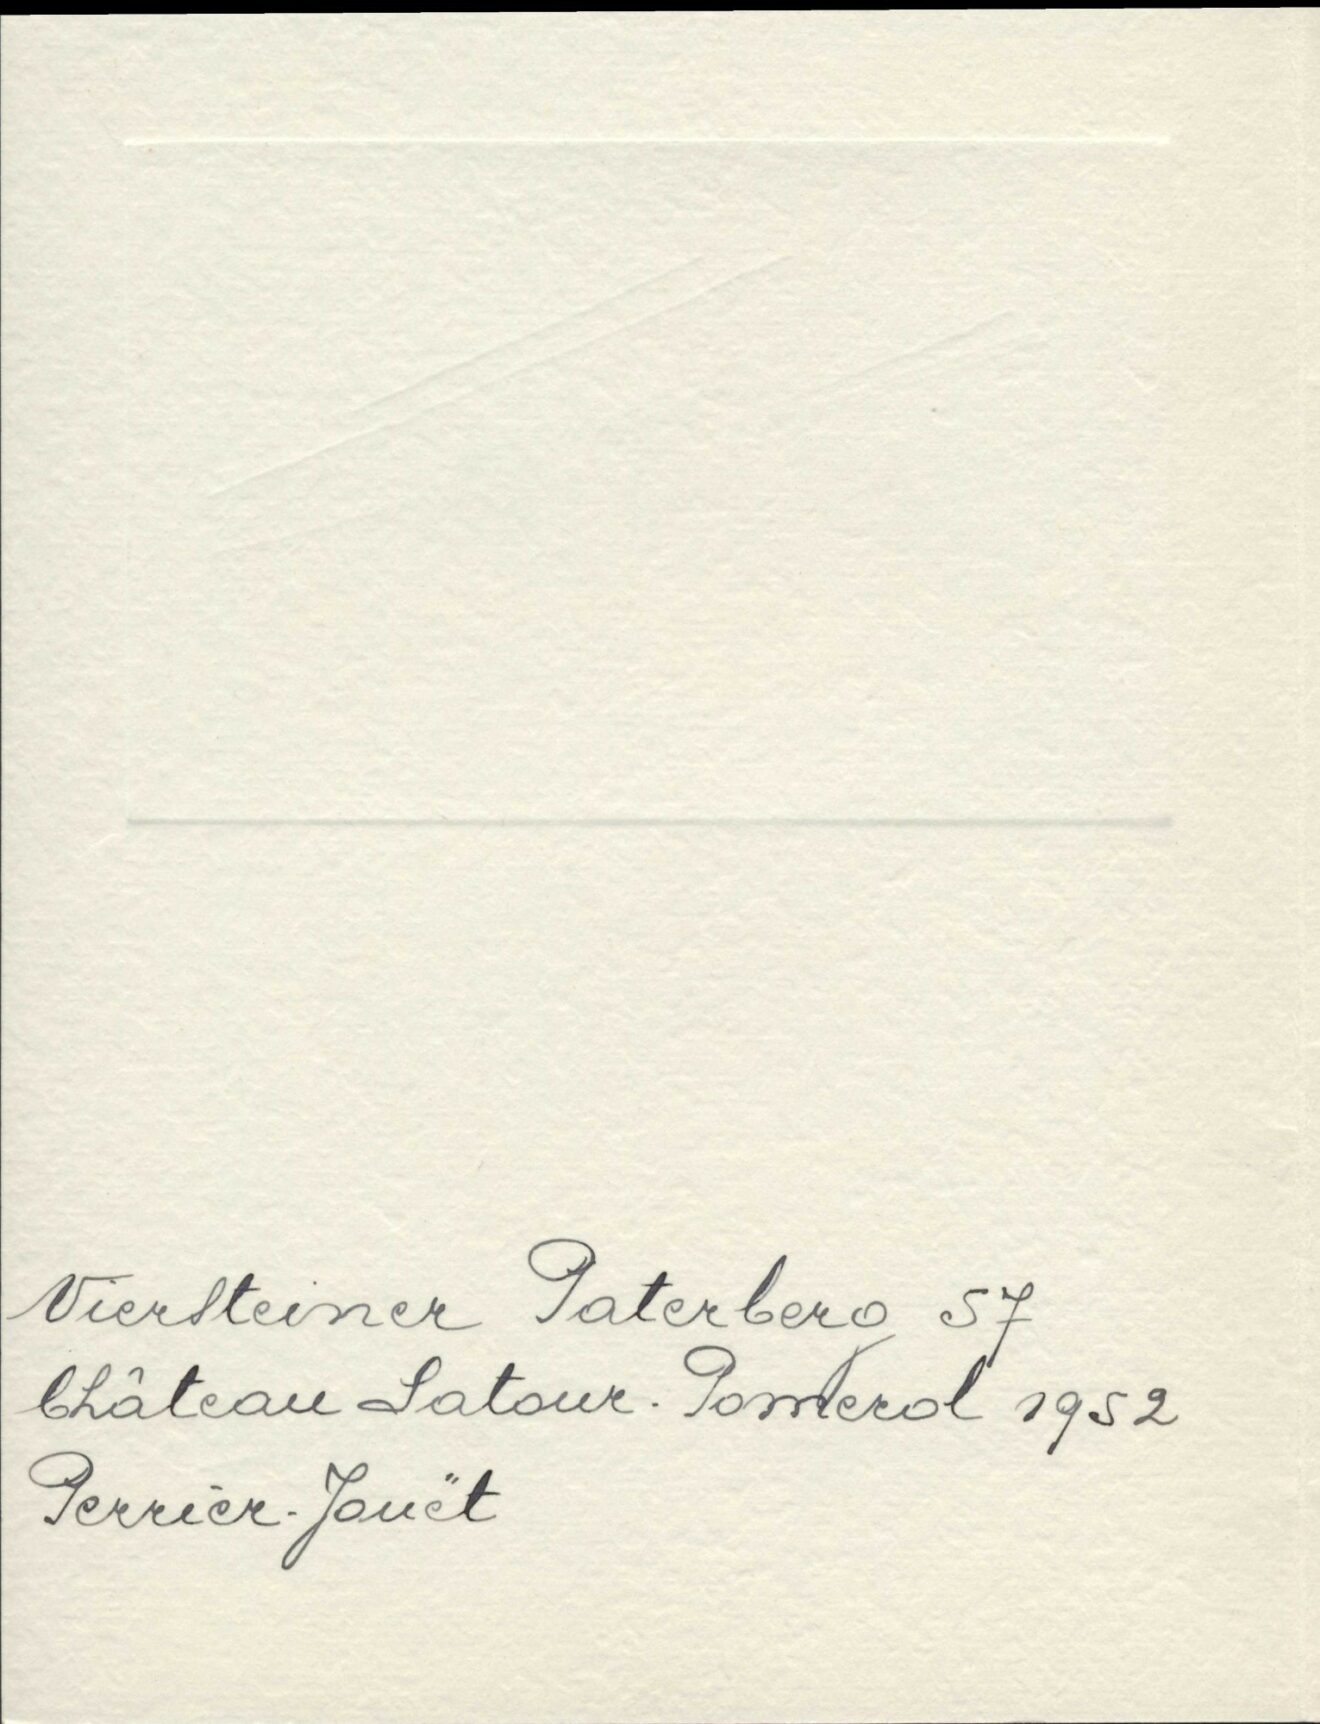 Niersteiner Paterberg 57
Château Latour. Pomerol 1952
Perrier-Jouët